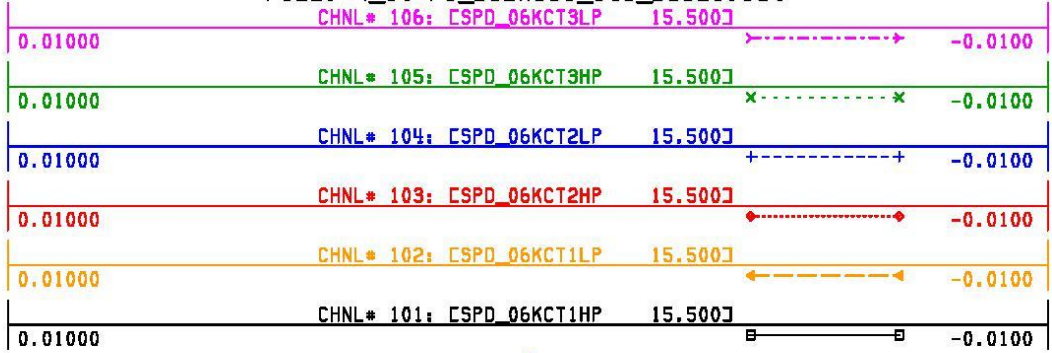 CHNL# 106: [SPD_06KCT3LP 15.500]
0.01000 -0.0100
CHNL# 105: [SPD_06KCT3HP 15.500]
0.01000 -0.0100
CHNL# 104: [SPD_06KCT2LP 15.500]
0.01000 -0.0100
CHNL# 103: [SPD_06KCT2HP 15.500]
0.01000 -0.0100
CHNL# 102: [SPD_06KCT1LP 15.500]
0.01000 -0.0100
CHNL# 101: [SPD_06KCT1HP 15.500]
0.01000 -0.0100